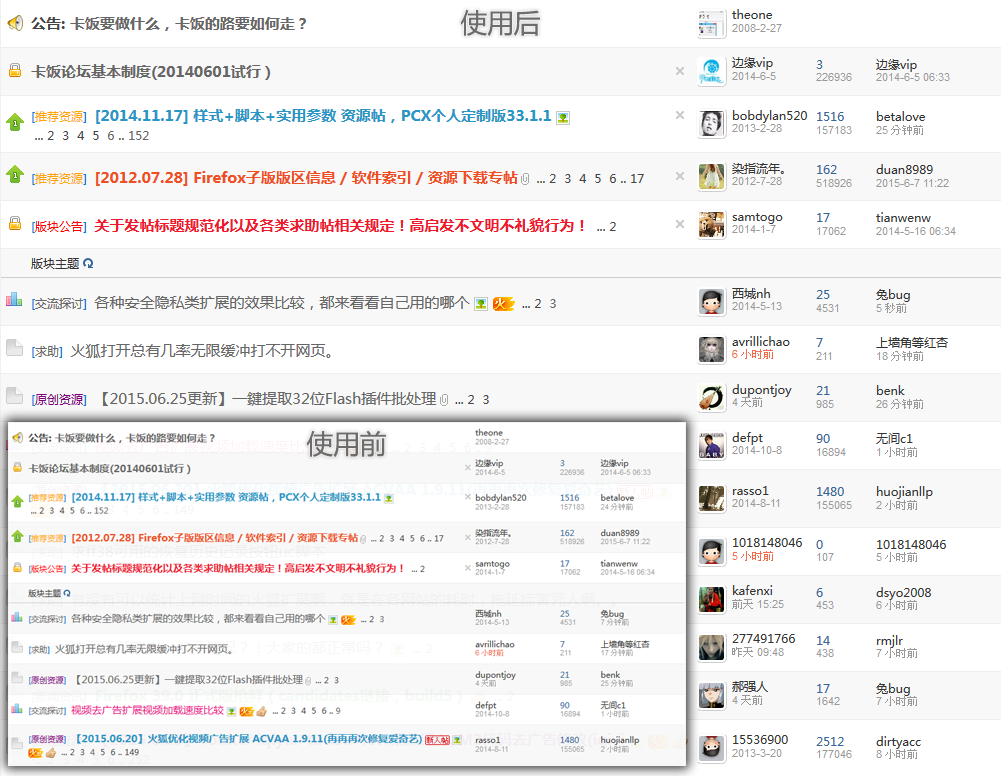 公告: 卡饭要做什么，卡饭的路要如何走？
使用后
theone
2008-2-27
卡饭论坛基本制度(20140601试行 )
边缘vip 3 边缘vip
2014-6-5 226936 2014-6-5 06:33
[推荐资源] [2014.11.17] 样式+脚本+实用参数 资源帖，PCX个人定制版33.1.1
... 2 3 4 5 6 .. 152
bobdylan520 1516 betalove
2013-2-28 157183 25 分钟前
[推荐资源] [2012.07.28] Firefox子版版区信息 / 软件索引 / 资源下载专帖 ... 2 3 4 5 6 .. 17
染指流年。 162 duan8989
2012-7-28 518926 2015-6-7 11:22
[版块公告] 关于发帖标题规范化以及各类求助帖相关规定！高启发不文明不礼貌行为！ ... 2
samtogo 17 tianwenw
2014-1-7 17062 2014-5-16 06:34
版块主题
[交流探讨] 各种安全隐私类扩展的效果比较，都来看看自己用的哪个 火 ... 2 3
西城nh 25 兔bug
2014-5-13 4531 5 秒前
[求助] 火狐打开总有几率无限缓冲打不开网页。
avrillichao 7 上墙角等红杏
6 小时前 211 18 分钟前
[原创资源] 【2015.06.25更新】一鍵提取32位Flash插件批处理 ... 2 3
dupontjoy 21 benk
4 天前 985 26 分钟前
defpt 90 无间c1
2014-10-8 16894 1 小时前
rasso1 1480 huojianllp
2014-8-11 155065 2 小时前
1018148046 0 1018148046
5 小时前 107 5 小时前
kafenxi 6 dsyo2008
前天 15:25 453 6 小时前
277491766 14 rmjlr
昨天 09:48 438 7 小时前
郝强人 17 兔bug
4 天前 1642 7 小时前
15536900 2512 dirtyacc
2013-3-20 177046 8 小时前
公告: 卡饭要做什么，卡饭的路要如何走？
使用前
theone
2008-2-27
卡饭论坛基本制度(20140601试行 )
边缘vip 3 边缘vip
2014-6-5 226936 2014-6-5 06:33
[推荐资源] [2014.11.17] 样式+脚本+实用参数 资源帖，PCX个人定制版33.1.1
... 2 3 4 5 6 .. 152
bobdylan520 1516 betalove
2013-2-28 157183 24 分钟前
[推荐资源] [2012.07.28] Firefox子版版区信息 / 软件索引 / 资源下载专帖 ... 2 3 4 5 6 .. 17
染指流年。 162 duan8989
2012-7-28 518926 2015-6-7 11:22
[版块公告] 关于发帖标题规范化以及各类求助帖相关规定！高启发不文明不礼貌行为！ ... 2
samtogo 17 tianwenw
2014-1-7 17062 2014-5-16 06:34
版块主题
[交流探讨] 各种安全隐私类扩展的效果比较，都来看看自己用的哪个 火 ... 2 3
西城nh 25 兔bug
2014-5-13 4531 7 分钟前
[求助] 火狐打开总有几率无限缓冲打不开网页。
avrillichao 7 上墙角等红杏
6 小时前 211 17 分钟前
[原创资源] 【2015.06.25更新】一鍵提取32位Flash插件批处理 ... 2 3
dupontjoy 21 benk
4 天前 985 25 分钟前
[交流探讨] 视频去广告扩展视频加载速度比较 火 ... 2 3 4 5 6 .. 9
defpt 90 无间c1
2014-10-8 16894 1 小时前
[原创资源] 【2015.06.20】火狐优化视频广告扩展 ACVAA 1.9.11(再再再次修复爱奇艺) 新人帖
火 ... 2 3 4 5 6 .. 149
rasso1 1480 huojianllp
2014-8-11 155065 2 小时前